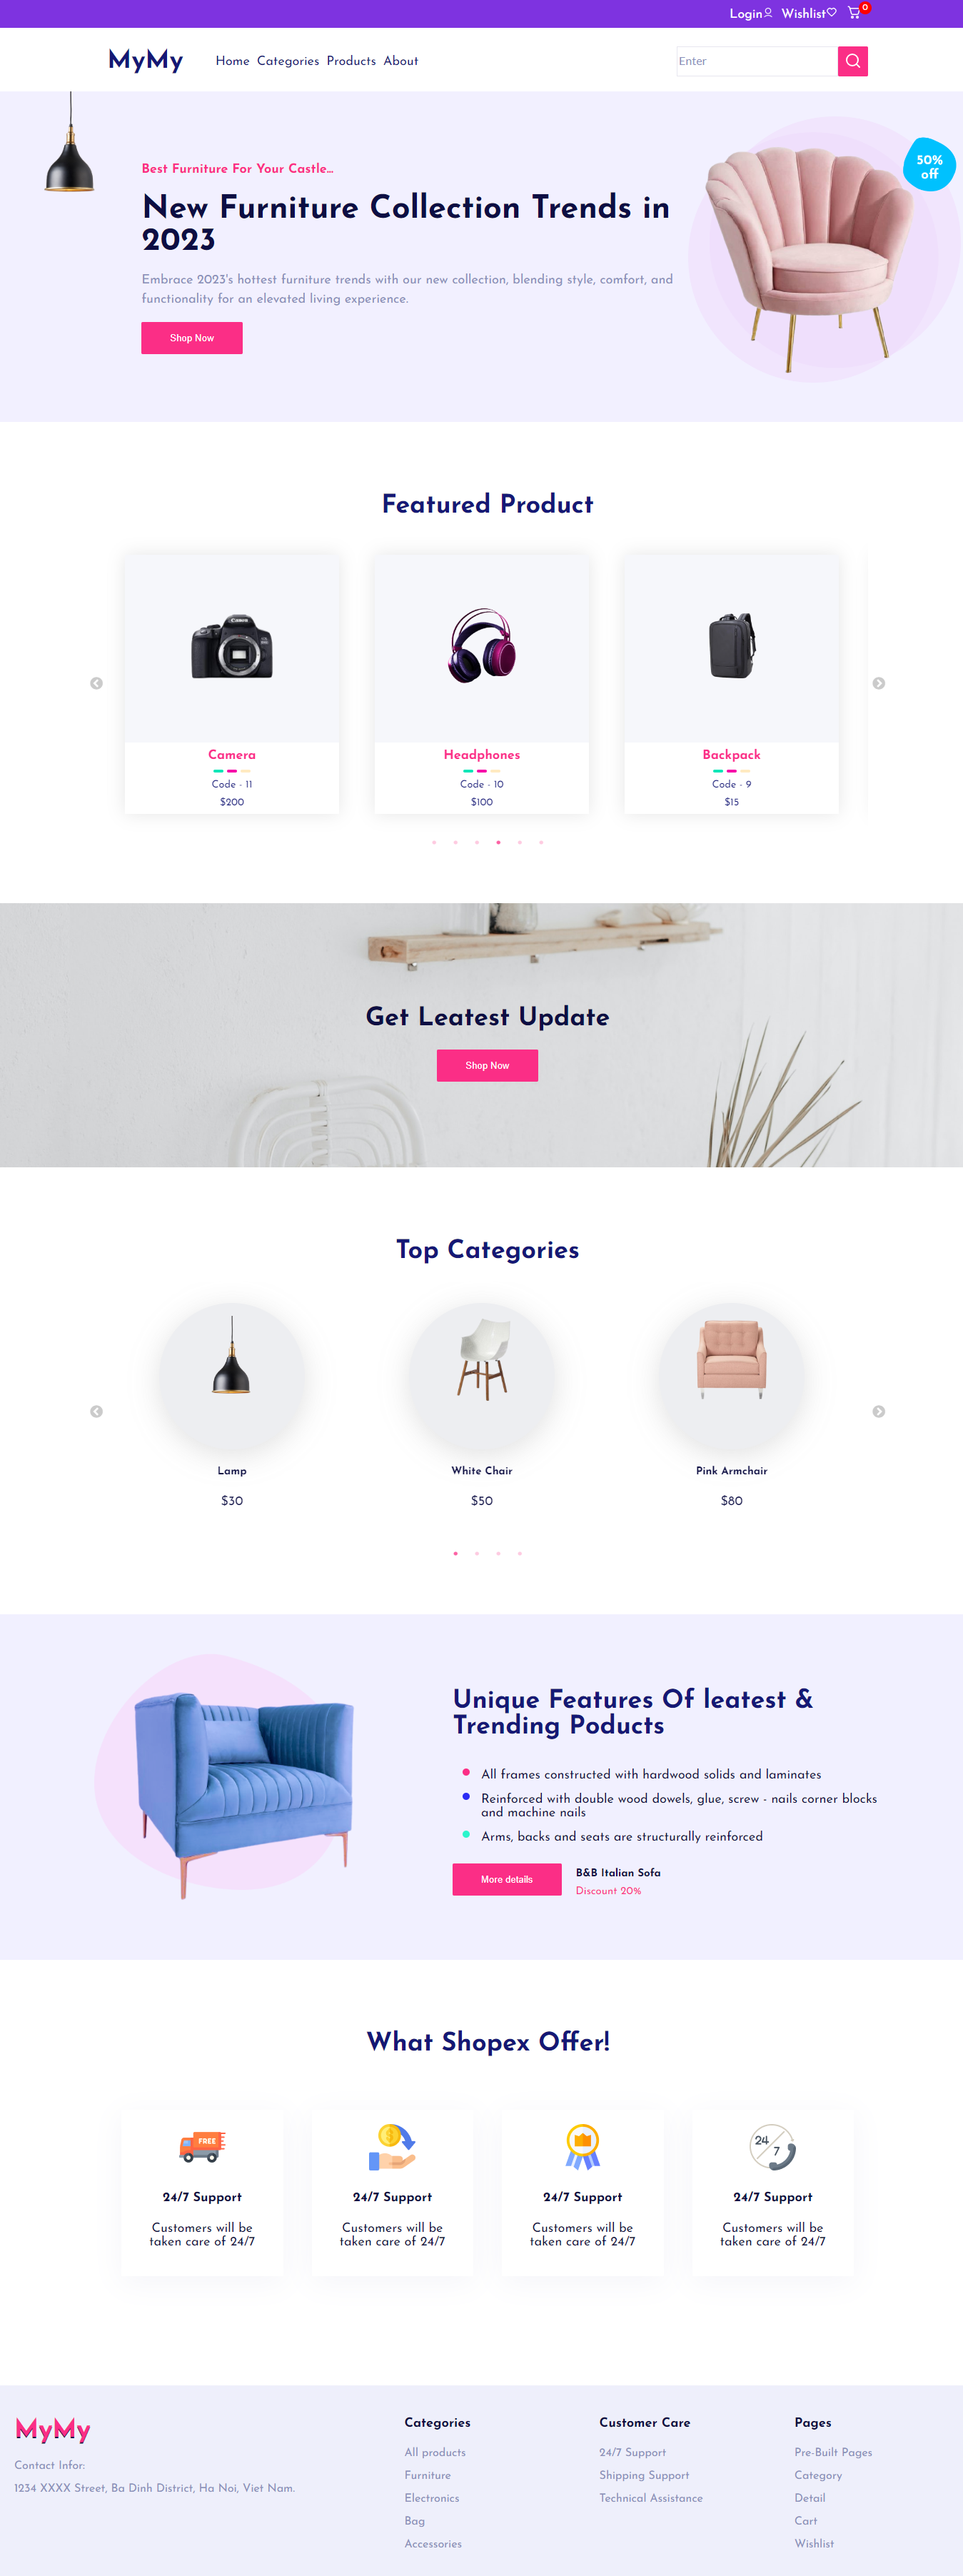 Login Wishlist 0
MyMy Home Categories Products About Enter
Best Furniture For Your Castle...
50%
off
New Furniture Collection Trends in
2023
Embrace 2023's hottest furniture trends with our new collection, blending style, comfort, and
functionality for an elevated living experience.
Shop Now
Featured Product
Canon
Camera Headphones Backpack
Code - 11 Code - 10 Code - 9
$200 $100 $15
Get Leatest Update
Shop Now
Top Categories
Lamp White Chair Pink Armchair
$30 $50 $80
Unique Features Of leatest &
Trending Poducts
All frames constructed with hardwood solids and laminates
Reinforced with double wood dowels, glue, screw - nails corner blocks
and machine nails
Arms, backs and seats are structurally reinforced
More details
B&B Italian Sofa
Discount 20%
What Shopex Offer!
FREE $ 24 7
24/7 Support 24/7 Support 24/7 Support 24/7 Support
Customers will be Customers will be Customers will be Customers will be
taken care of 24/7 taken care of 24/7 taken care of 24/7 taken care of 24/7
MyMy
Contact Infor:
1234 XXXX Street, Ba Dinh District, Ha Noi, Viet Nam.
Categories
All products
Furniture
Electronics
Bag
Accessories
Customer Care
24/7 Support
Shipping Support
Technical Assistance
Pages
Pre-Built Pages
Category
Detail
Cart
Wishlist